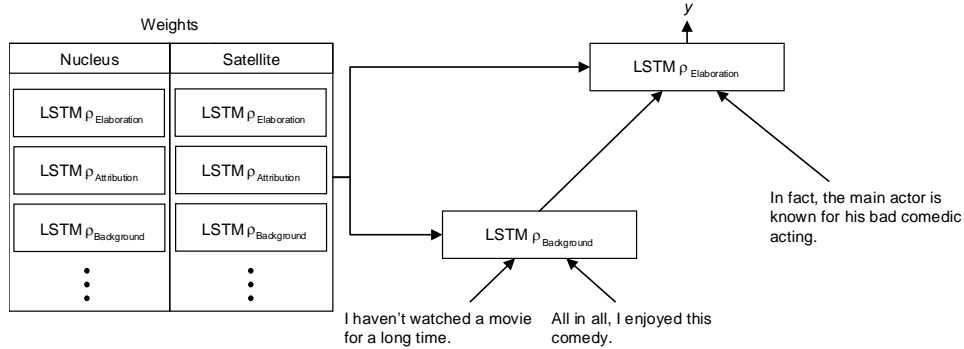 Weights
Nucleus Satellite
LSTM ρElaboration LSTM ρElaboration
LSTM ρAttribution LSTM ρAttribution
LSTM ρBackground LSTM ρBackground
y
LSTM ρElaboration
In fact, the main actor is
known for his bad comedic
acting.
LSTM ρBackground
I haven't watched a movie
for a long time.
All in all, I enjoyed this
comedy.